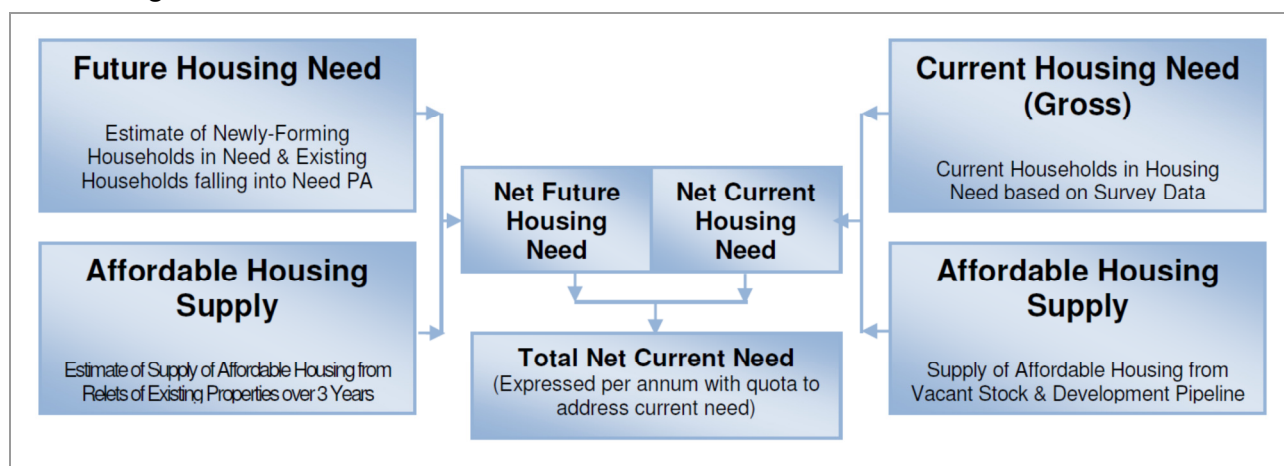 Future Housing Need
Estimate of Newly-Forming
Households in Need & Existing
Households falling into Need PA
Affordable Housing
Supply
Estimate of Supply of Affordable Housing from
Relets of Existing Properties over 3 Years
Net Future
Housing
Need
Net Current
Housing
Need
Total Net Current Need
(Expressed per annum with quota to
address current need)
Current Housing Need
(Gross)
Current Households in Housing
Need based on Survey Data
Affordable Housing
Supply
Supply of Affordable Housing from
Vacant Stock & Development Pipeline